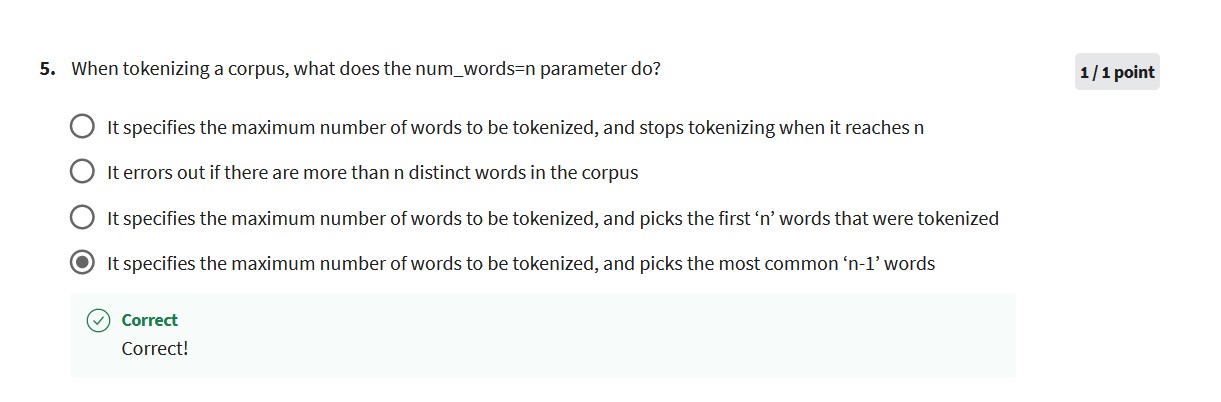 5. When tokenizing a corpus, what does the num_words=n parameter do?
1 / 1 point
It specifies the maximum number of words to be tokenized, and stops tokenizing when it reaches n
It errors out if there are more than n distinct words in the corpus
It specifies the maximum number of words to be tokenized, and picks the first ‘n’ words that were tokenized
It specifies the maximum number of words to be tokenized, and picks the most common ‘n-1’ words
Correct
Correct!